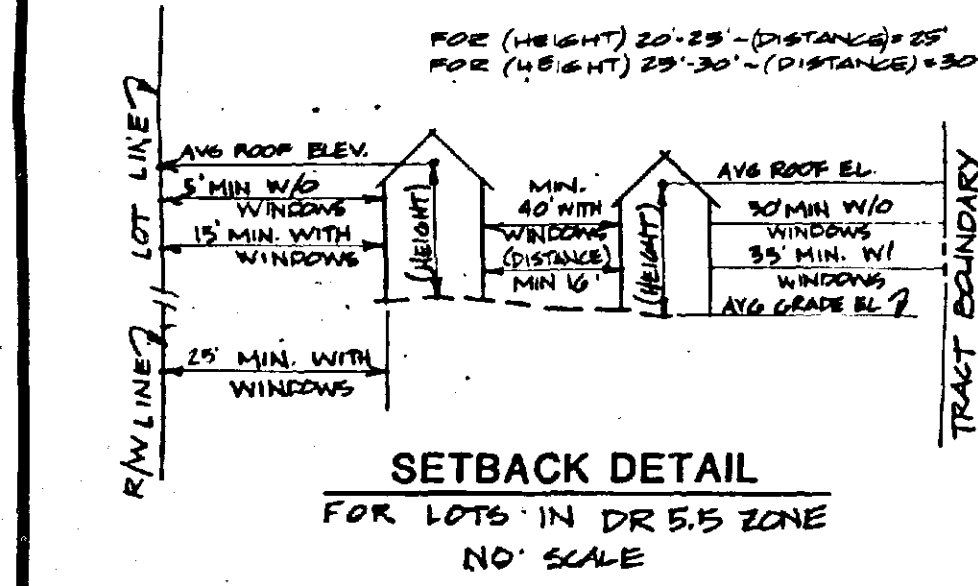 FOR (HEIGHT) 20'-25' ~ (DISTANCE) = 25'
FOR (HEIGHT) 25'-30' ~ (DISTANCE) = 30'
LOT LINE
R/W LINE
AVG ROOF ELEV.
5' MIN W/O
WINDOWS
15' MIN. WITH
WINDOWS
25' MIN. WITH
WINDOWS
(HEIGHT)
MIN.
40' WITH
WINDOWS
(DISTANCE)
MIN 16'
(HEIGHT)
AVG ROOF EL.
30' MIN W/O
WINDOWS
35' MIN. W/
WINDOWS
AVG GRADE EL
TRACT BOUNDARY
SETBACK DETAIL
FOR LOTS IN DR 5.5 ZONE
NO SCALE